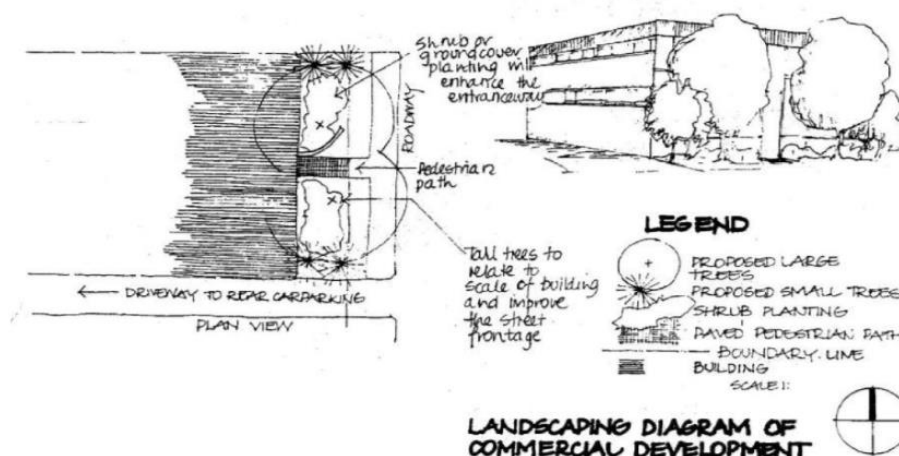 Shrub or
groundcover
planting will
enhance the
entranceway
ROADWAY
Pedestrian
path
Tall trees to
relate to
scale of building
and improve
the street
frontage
← DRIVEWAY TO REAR CARPARKING
PLAN VIEW
LEGEND
PROPOSED LARGE
TREES
PROPOSED SMALL TREES
SHRUB PLANTING
PAVED PEDESTRIAN PATH
BOUNDARY LINE
BUILDING
SCALE 1:
LANDSCAPING DIAGRAM OF
COMMERCIAL DEVELOPMENT